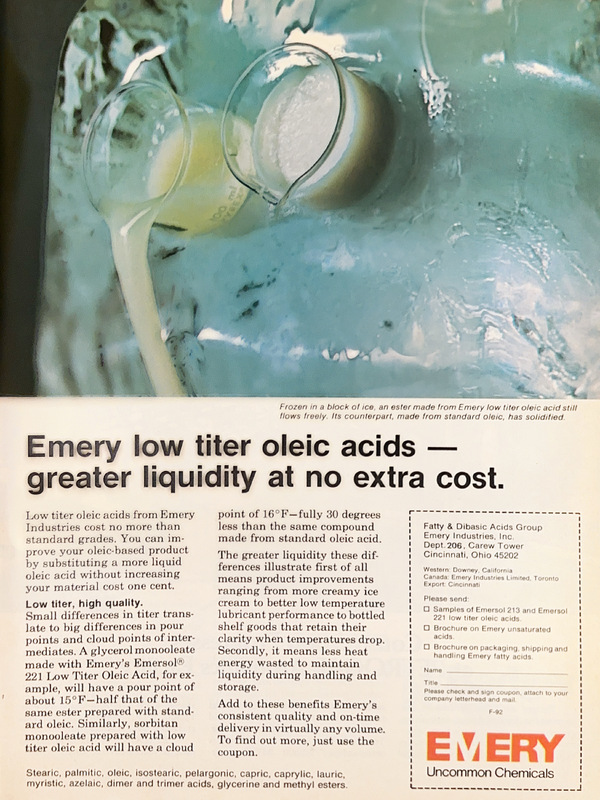 Frozen in a block of ice, an ester made from Emery low titer oleic acid still
flows freely. Its counterpart, made from standard oleic, has solidified.
Emery low titer oleic acids —
greater liquidity at no extra cost.
Low titer oleic acids from Emery
Industries cost no more than
standard grades. You can im-
prove your oleic-based product
by substituting a more liquid
oleic acid without increasing
your material cost one cent.
Low titer, high quality.
Small differences in titer trans-
late to big differences in pour
points and cloud points of inter-
mediates. A glycerol monooleate
made with Emery's Emersol®
221 Low Titer Oleic Acid, for ex-
ample, will have a pour point of
about 15°F—half that of the
same ester prepared with stand-
ard oleic. Similarly, sorbitan
monooleate prepared with low
titer oleic acid will have a cloud
point of 16°F—fully 30 degrees
less than the same compound
made from standard oleic acid.
The greater liquidity these dif-
ferences illustrate first of all
means product improvements
ranging from more creamy ice
cream to better low temperature
lubricant performance to bottled
shelf goods that retain their
clarity when temperatures drop.
Secondly, it means less heat
energy wasted to maintain
liquidity during handling and
storage.
Add to these benefits Emery's
consistent quality and on-time
delivery in virtually any volume.
To find out more, just use the
coupon.
Fatty & Dibasic Acids Group
Emery Industries, Inc.
Dept. 206, Carew Tower
Cincinnati, Ohio 45202
Western: Downey, California
Canada: Emery Industries Limited, Toronto
Export: Cincinnati
Please send:
☐ Samples of Emersol 213 and Emersol
221 low titer oleic acids.
☐ Brochure on Emery unsaturated
acids.
☐ Brochure on packaging, shipping and
handling Emery fatty acids.
Name
Title
Please check and sign coupon, attach to your
company letterhead and mail.
F-92
EMERY
Uncommon Chemicals
Stearic, palmitic, oleic, isostearic, pelargonic, capric, caprylic, lauric,
myristic, azelaic, dimer and trimer acids, glycerine and methyl esters.